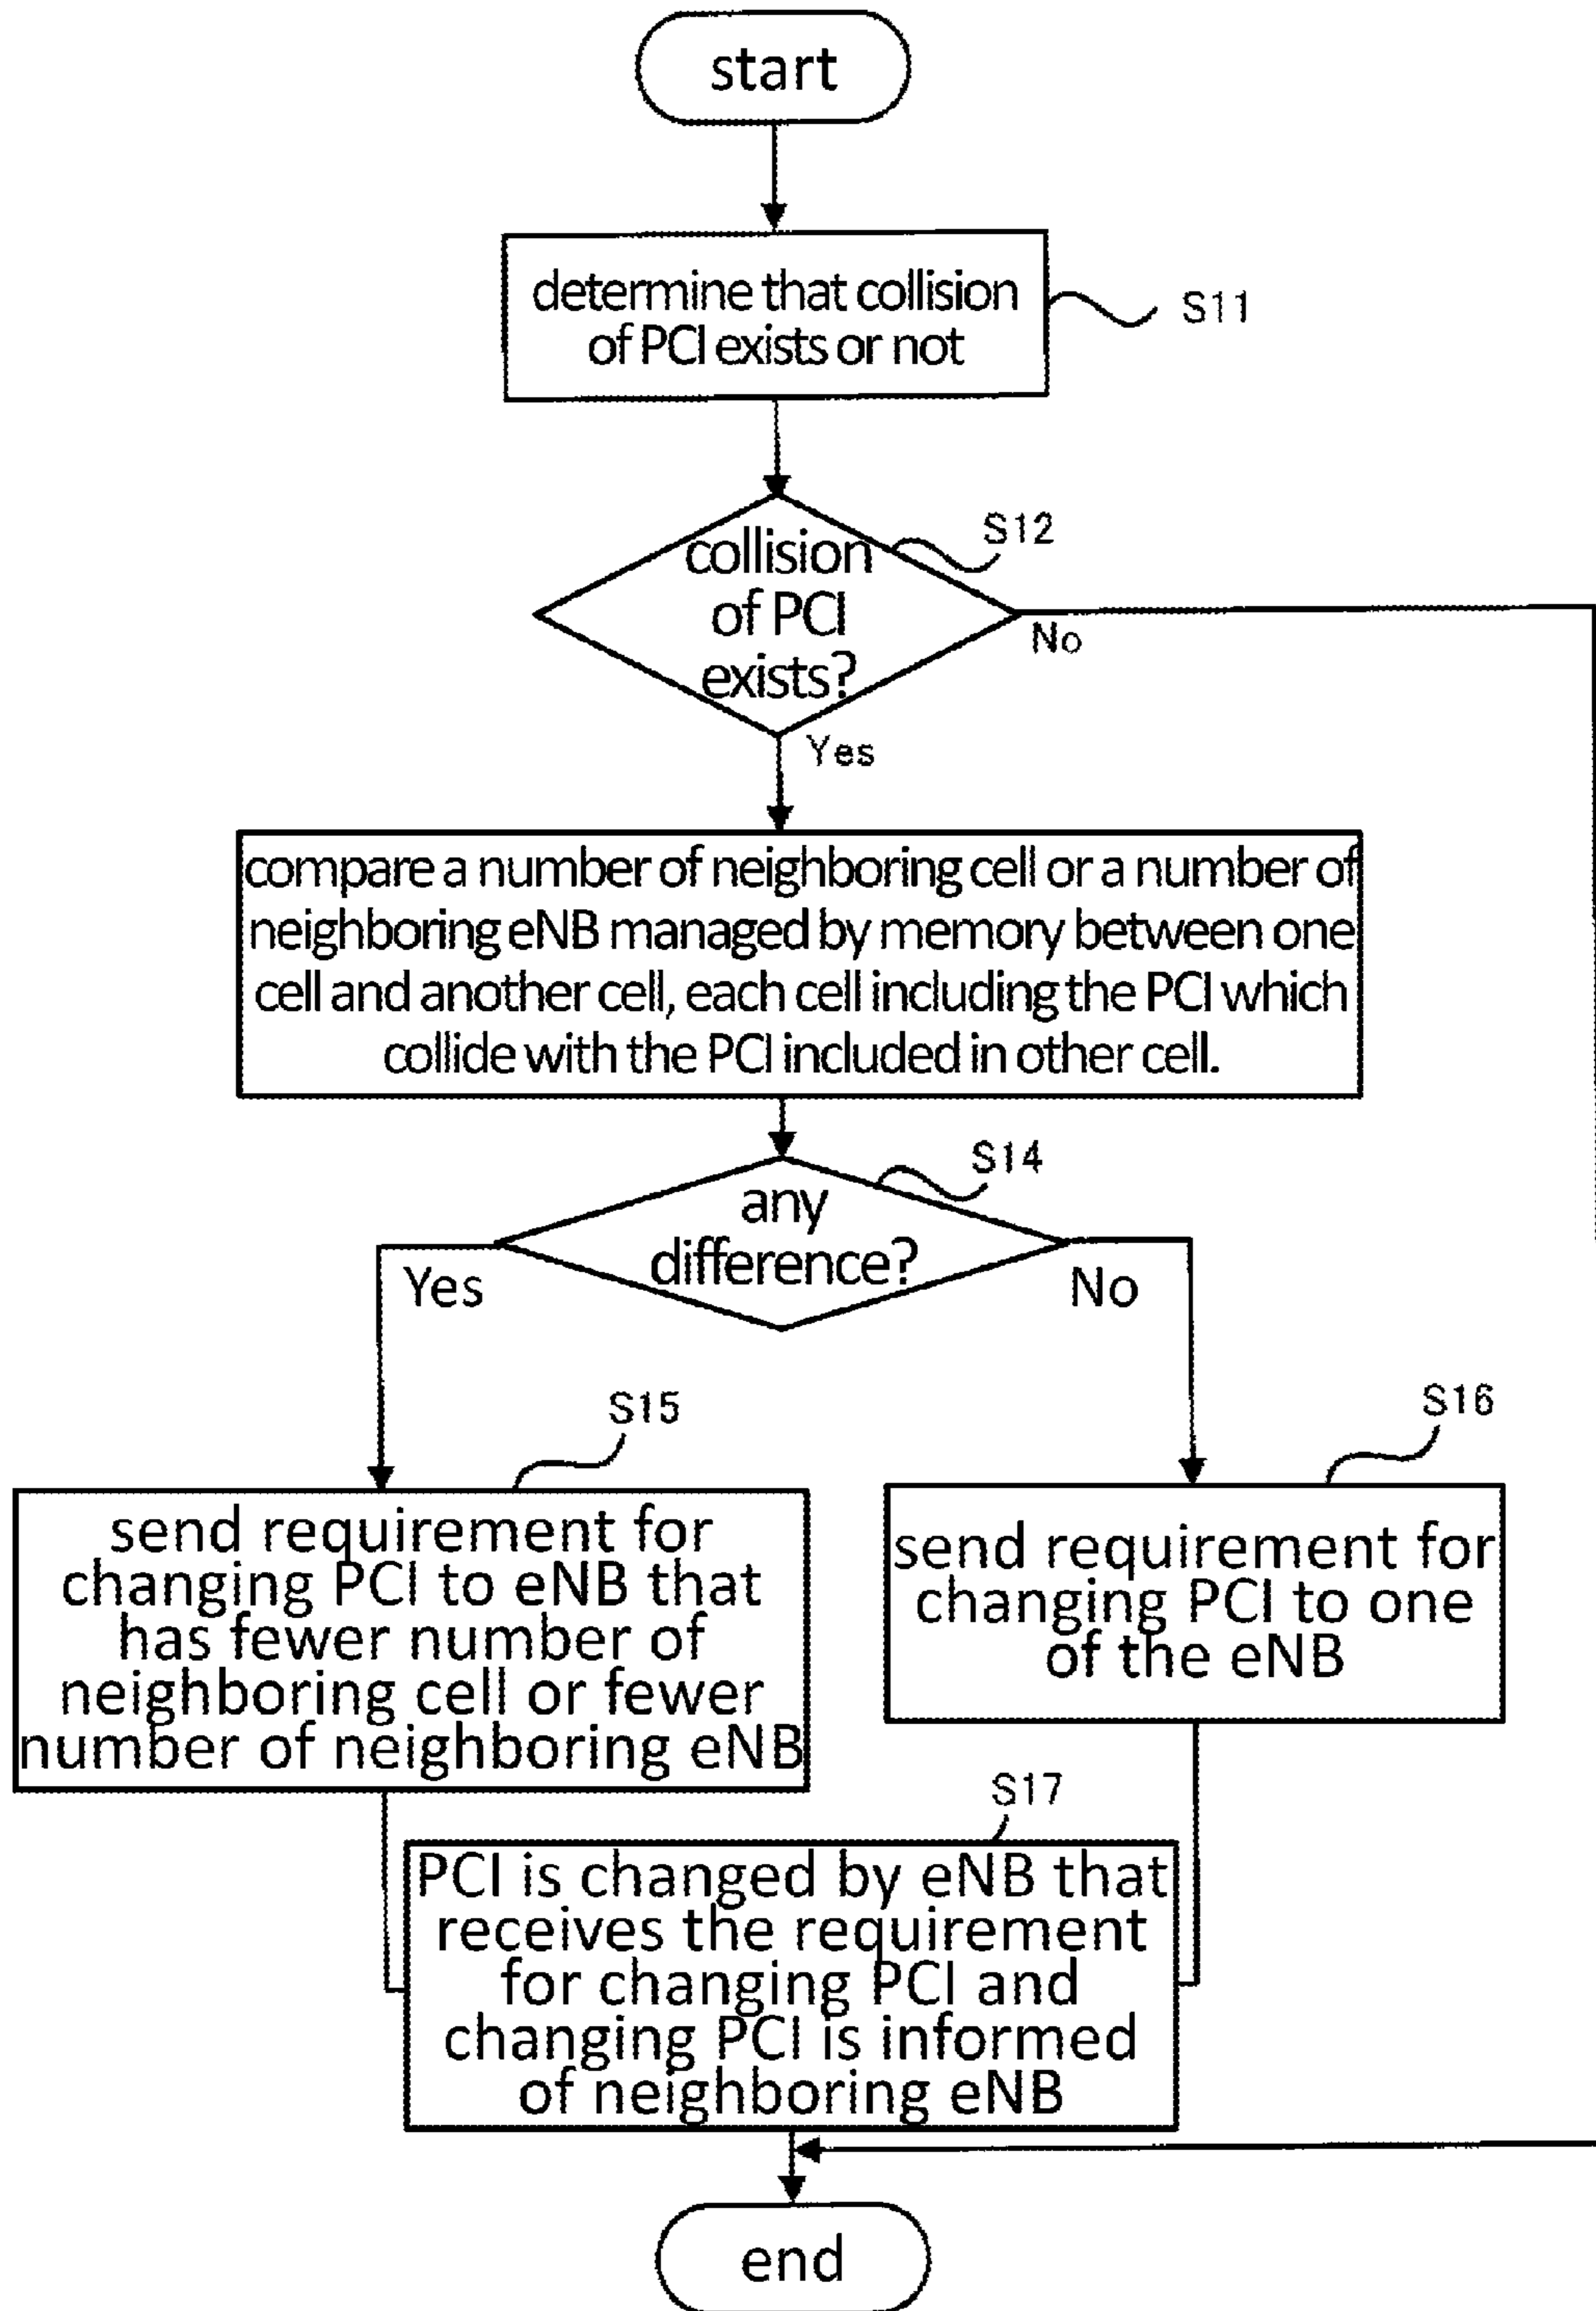 start
determine that collision
of PCI exists or not
S11
S12
collision
of PCI
exists?
No
Yes
compare a number of neighboring cell or a number of
neighboring eNB managed by memory between one
cell and another cell, each cell including the PCI which
collide with the PCI included in other cell.
S14
any
difference?
Yes
No
S15
S16
send requirement for
changing PCI to eNB that
has fewer number of
neighboring cell or fewer
number of neighboring eNB
send requirement for
changing PCI to one
of the eNB
S17
PCI is changed by eNB that
receives the requirement
for changing PCI and
changing PCI is informed
of neighboring eNB
end